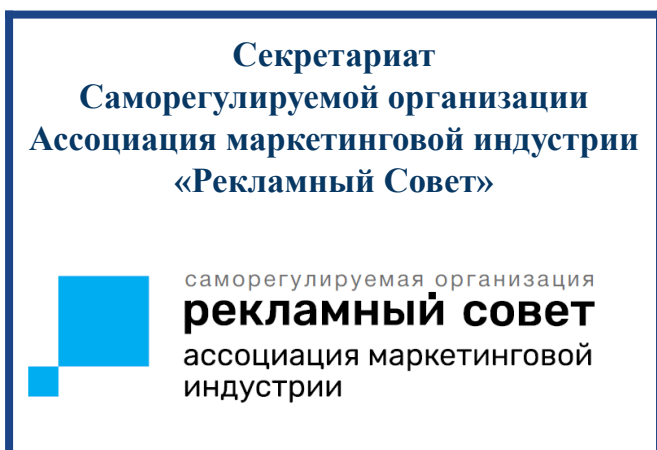 Секретариат
Саморегулируемой организации
Ассоциация маркетинговой индустрии
«Рекламный Совет»
саморегулируемая организация
рекламный совет
ассоциация маркетинговой
индустрии